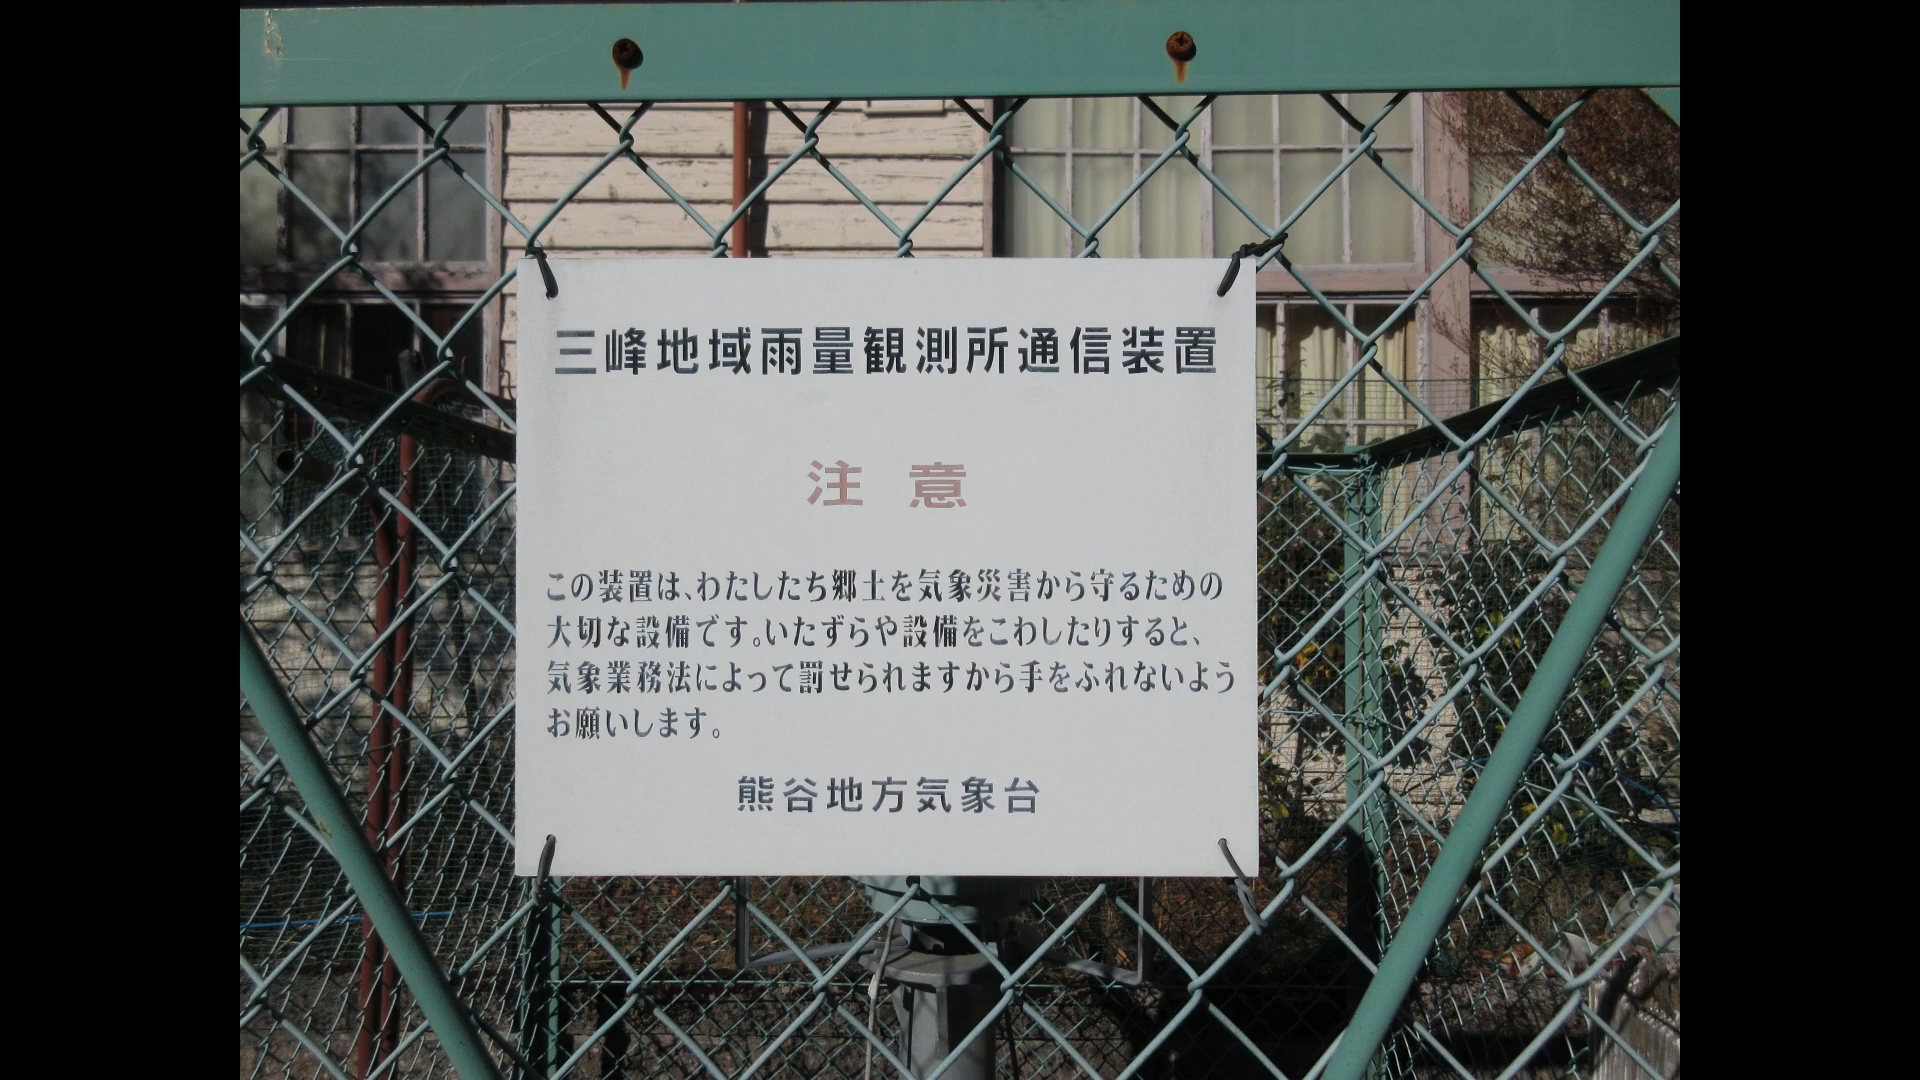 三峰地域雨量観測所通信装置
注 意
この装置は、わたしたち郷土を気象災害から守るための
大切な設備です。いたずらや設備をこわしたりすると、
気象業務法によって罰せられますから手をふれないよう
お願いします。
熊谷地方気象台